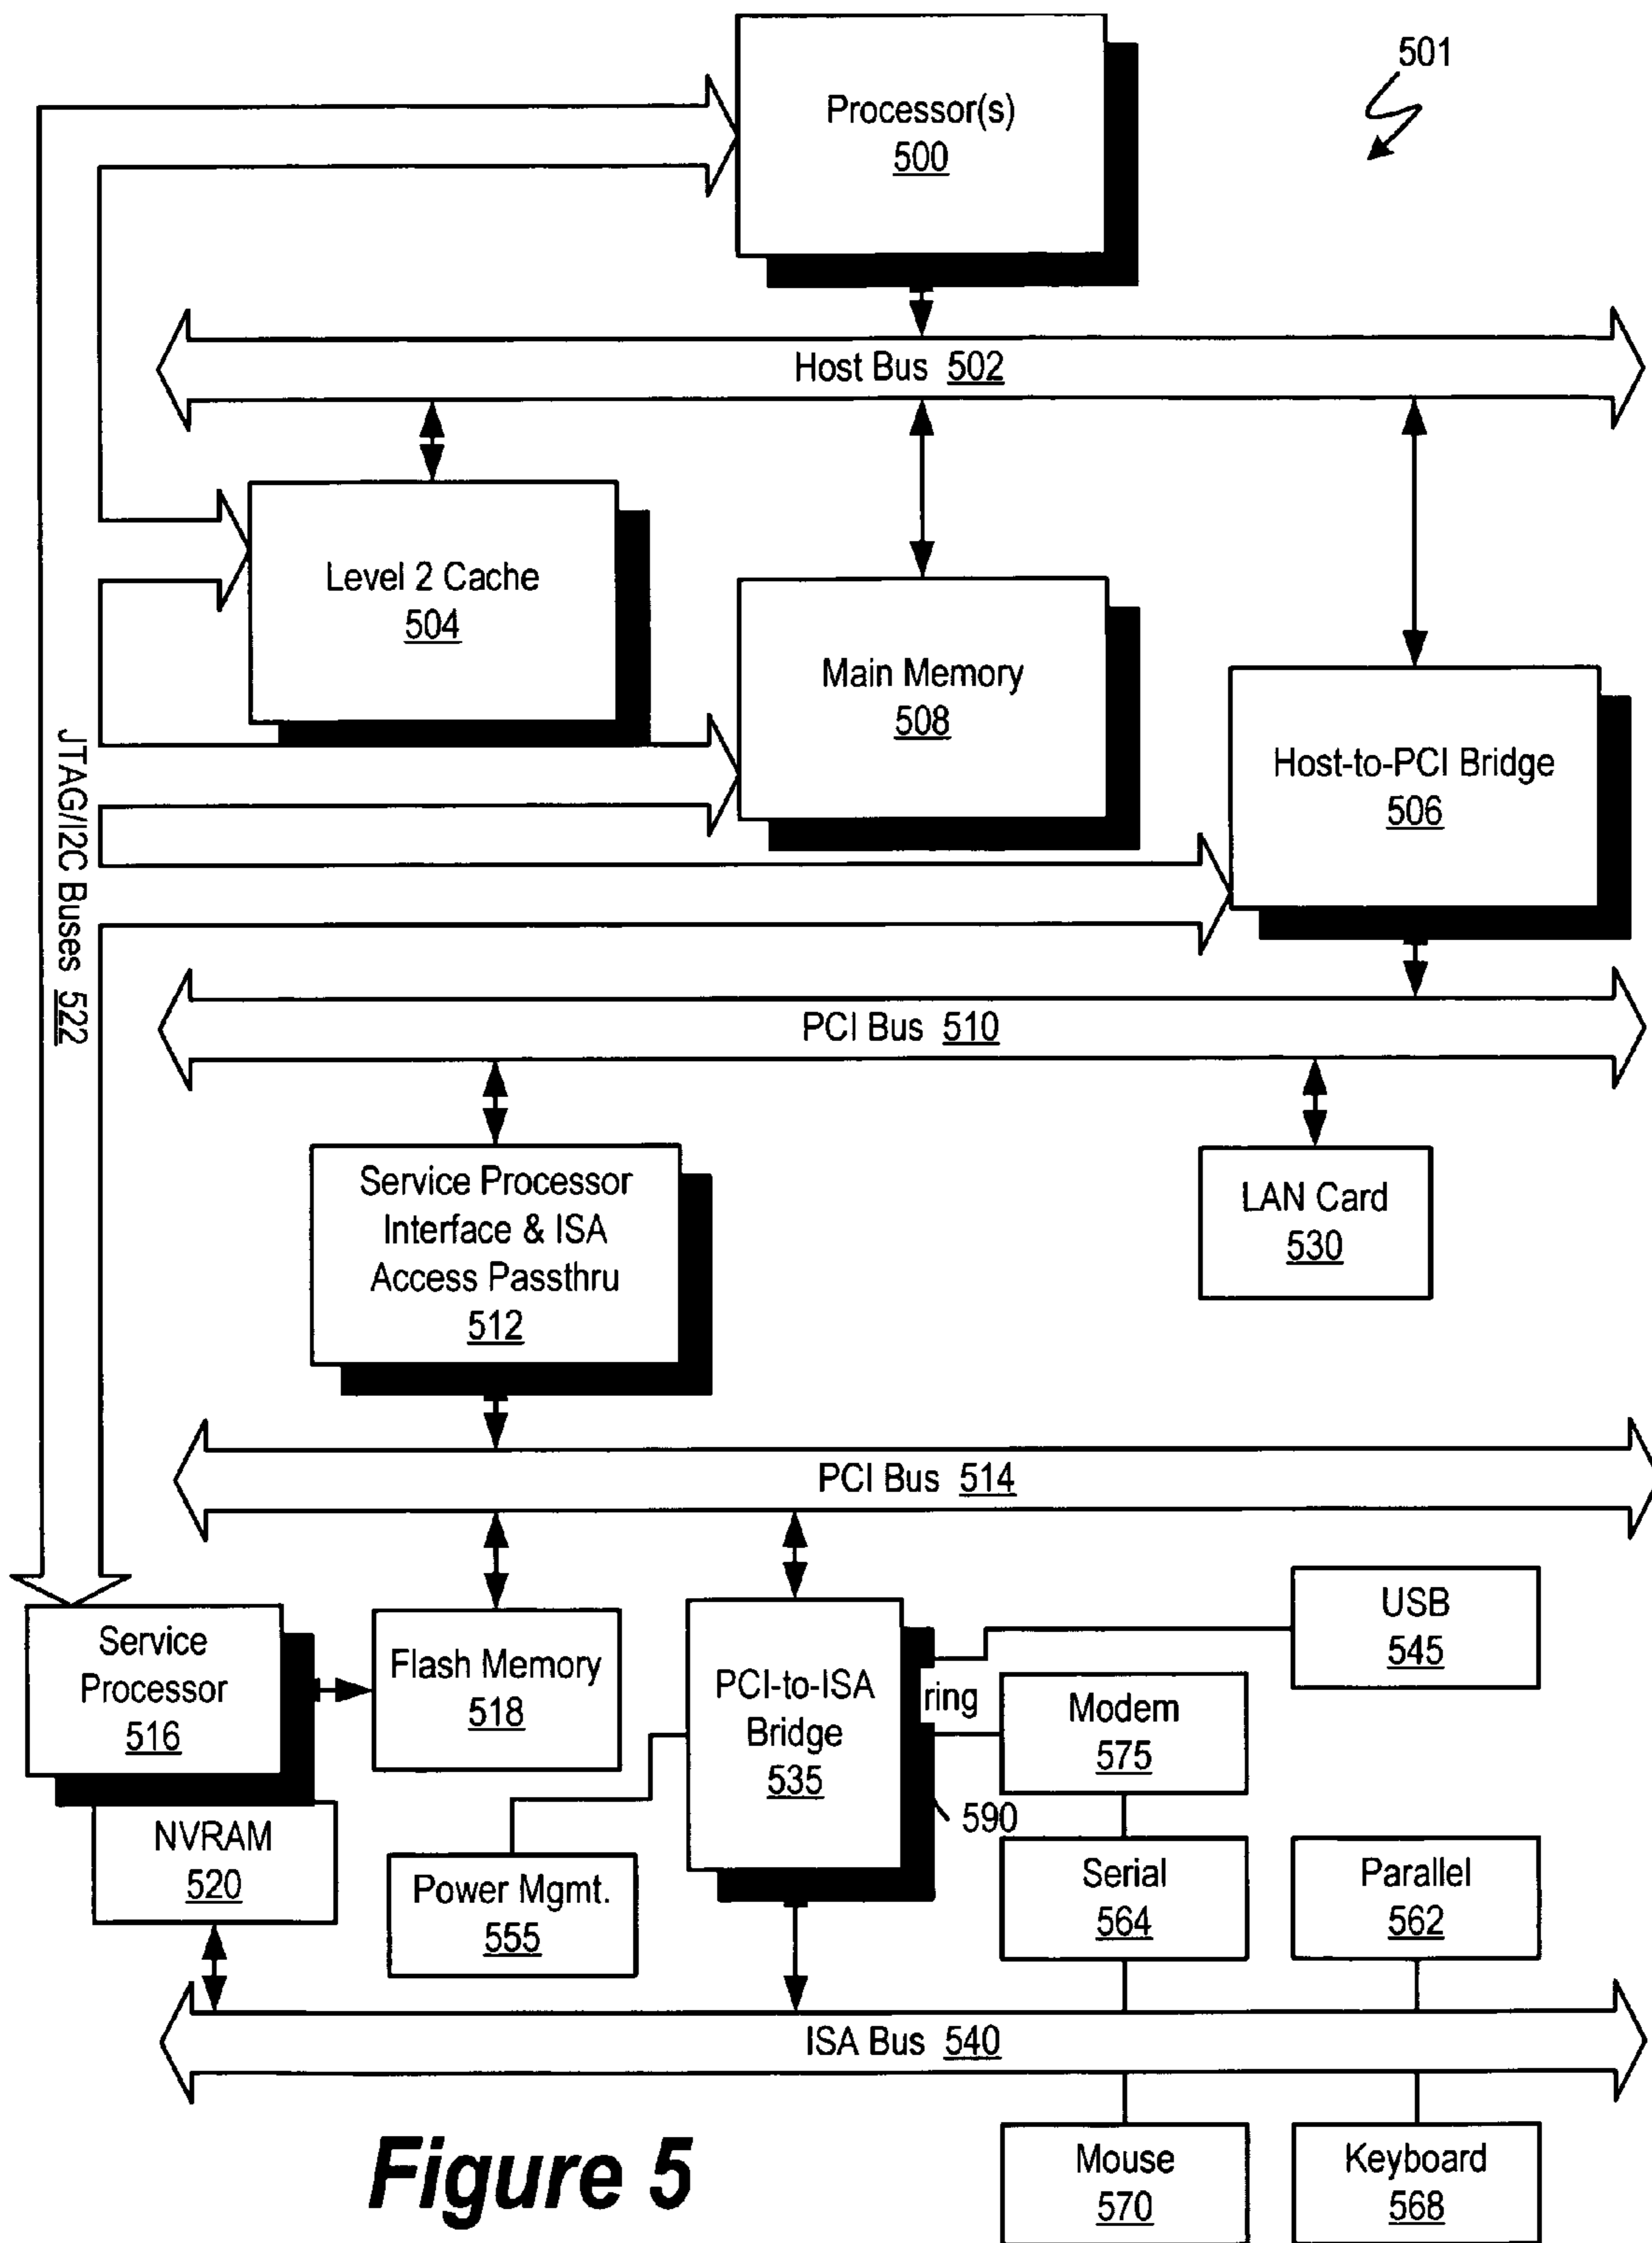 501
Processor(s)
500
Host Bus 502
Level 2 Cache
504
Main Memory
508
Host-to-PCI Bridge
506
JTAG/I2C Buses 522
PCI Bus 510
Service Processor
Interface & ISA
Access Passthru
512
LAN Card
530
PCI Bus 514
Service
Processor
516
Flash Memory
518
PCI-to-ISA
Bridge
535
USB
545
ring
Modem
575
590
NVRAM
520
Power Mgmt.
555
Serial
564
Parallel
562
ISA Bus 540
Mouse
570
Keyboard
568
Figure 5